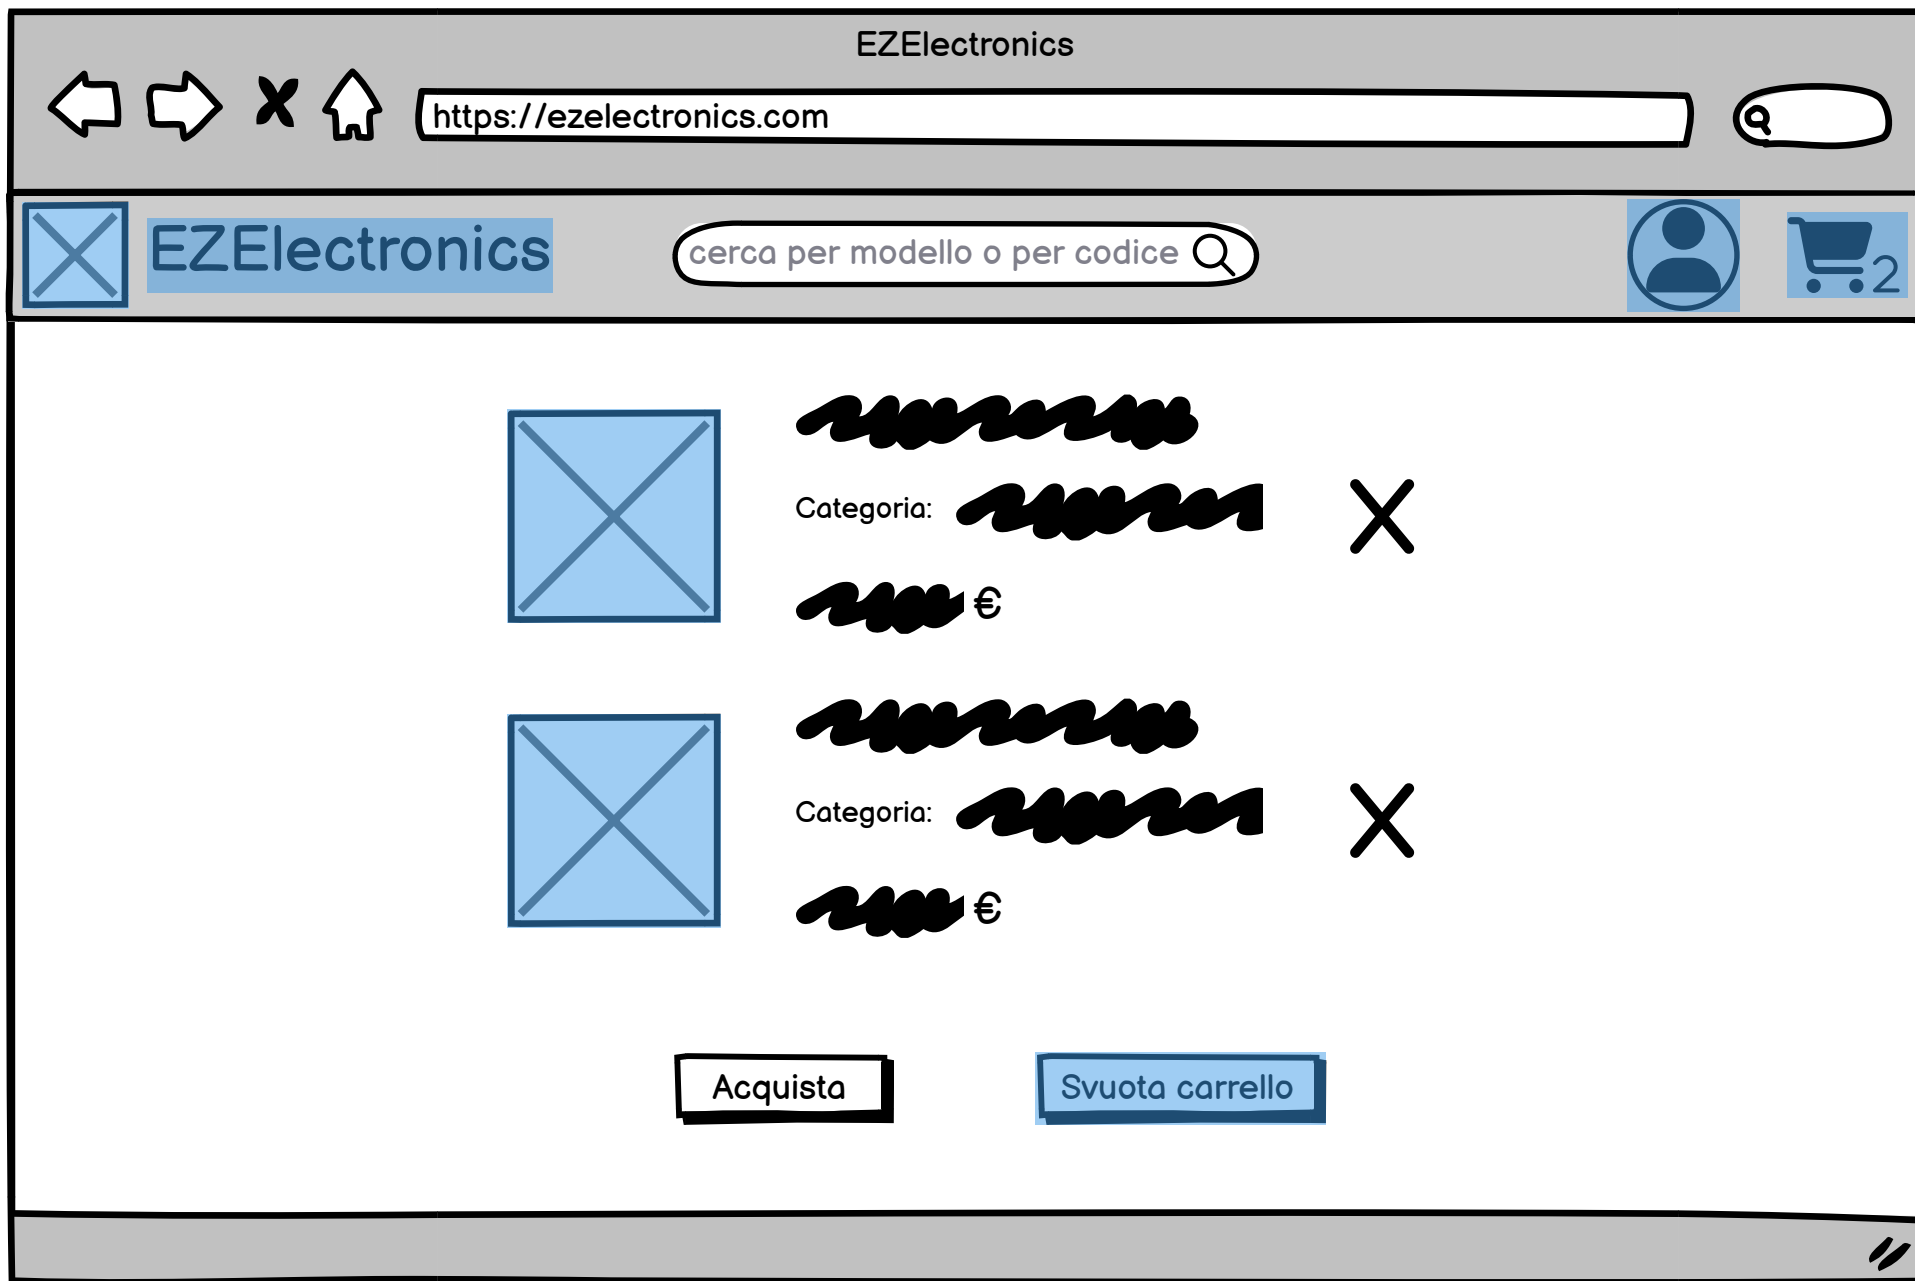 EZElectronics
https://ezelectronics.com
EZElectronics
cerca per modello o per codice
2
Categoria:
€
Categoria:
€
Acquista
Svuota carrello